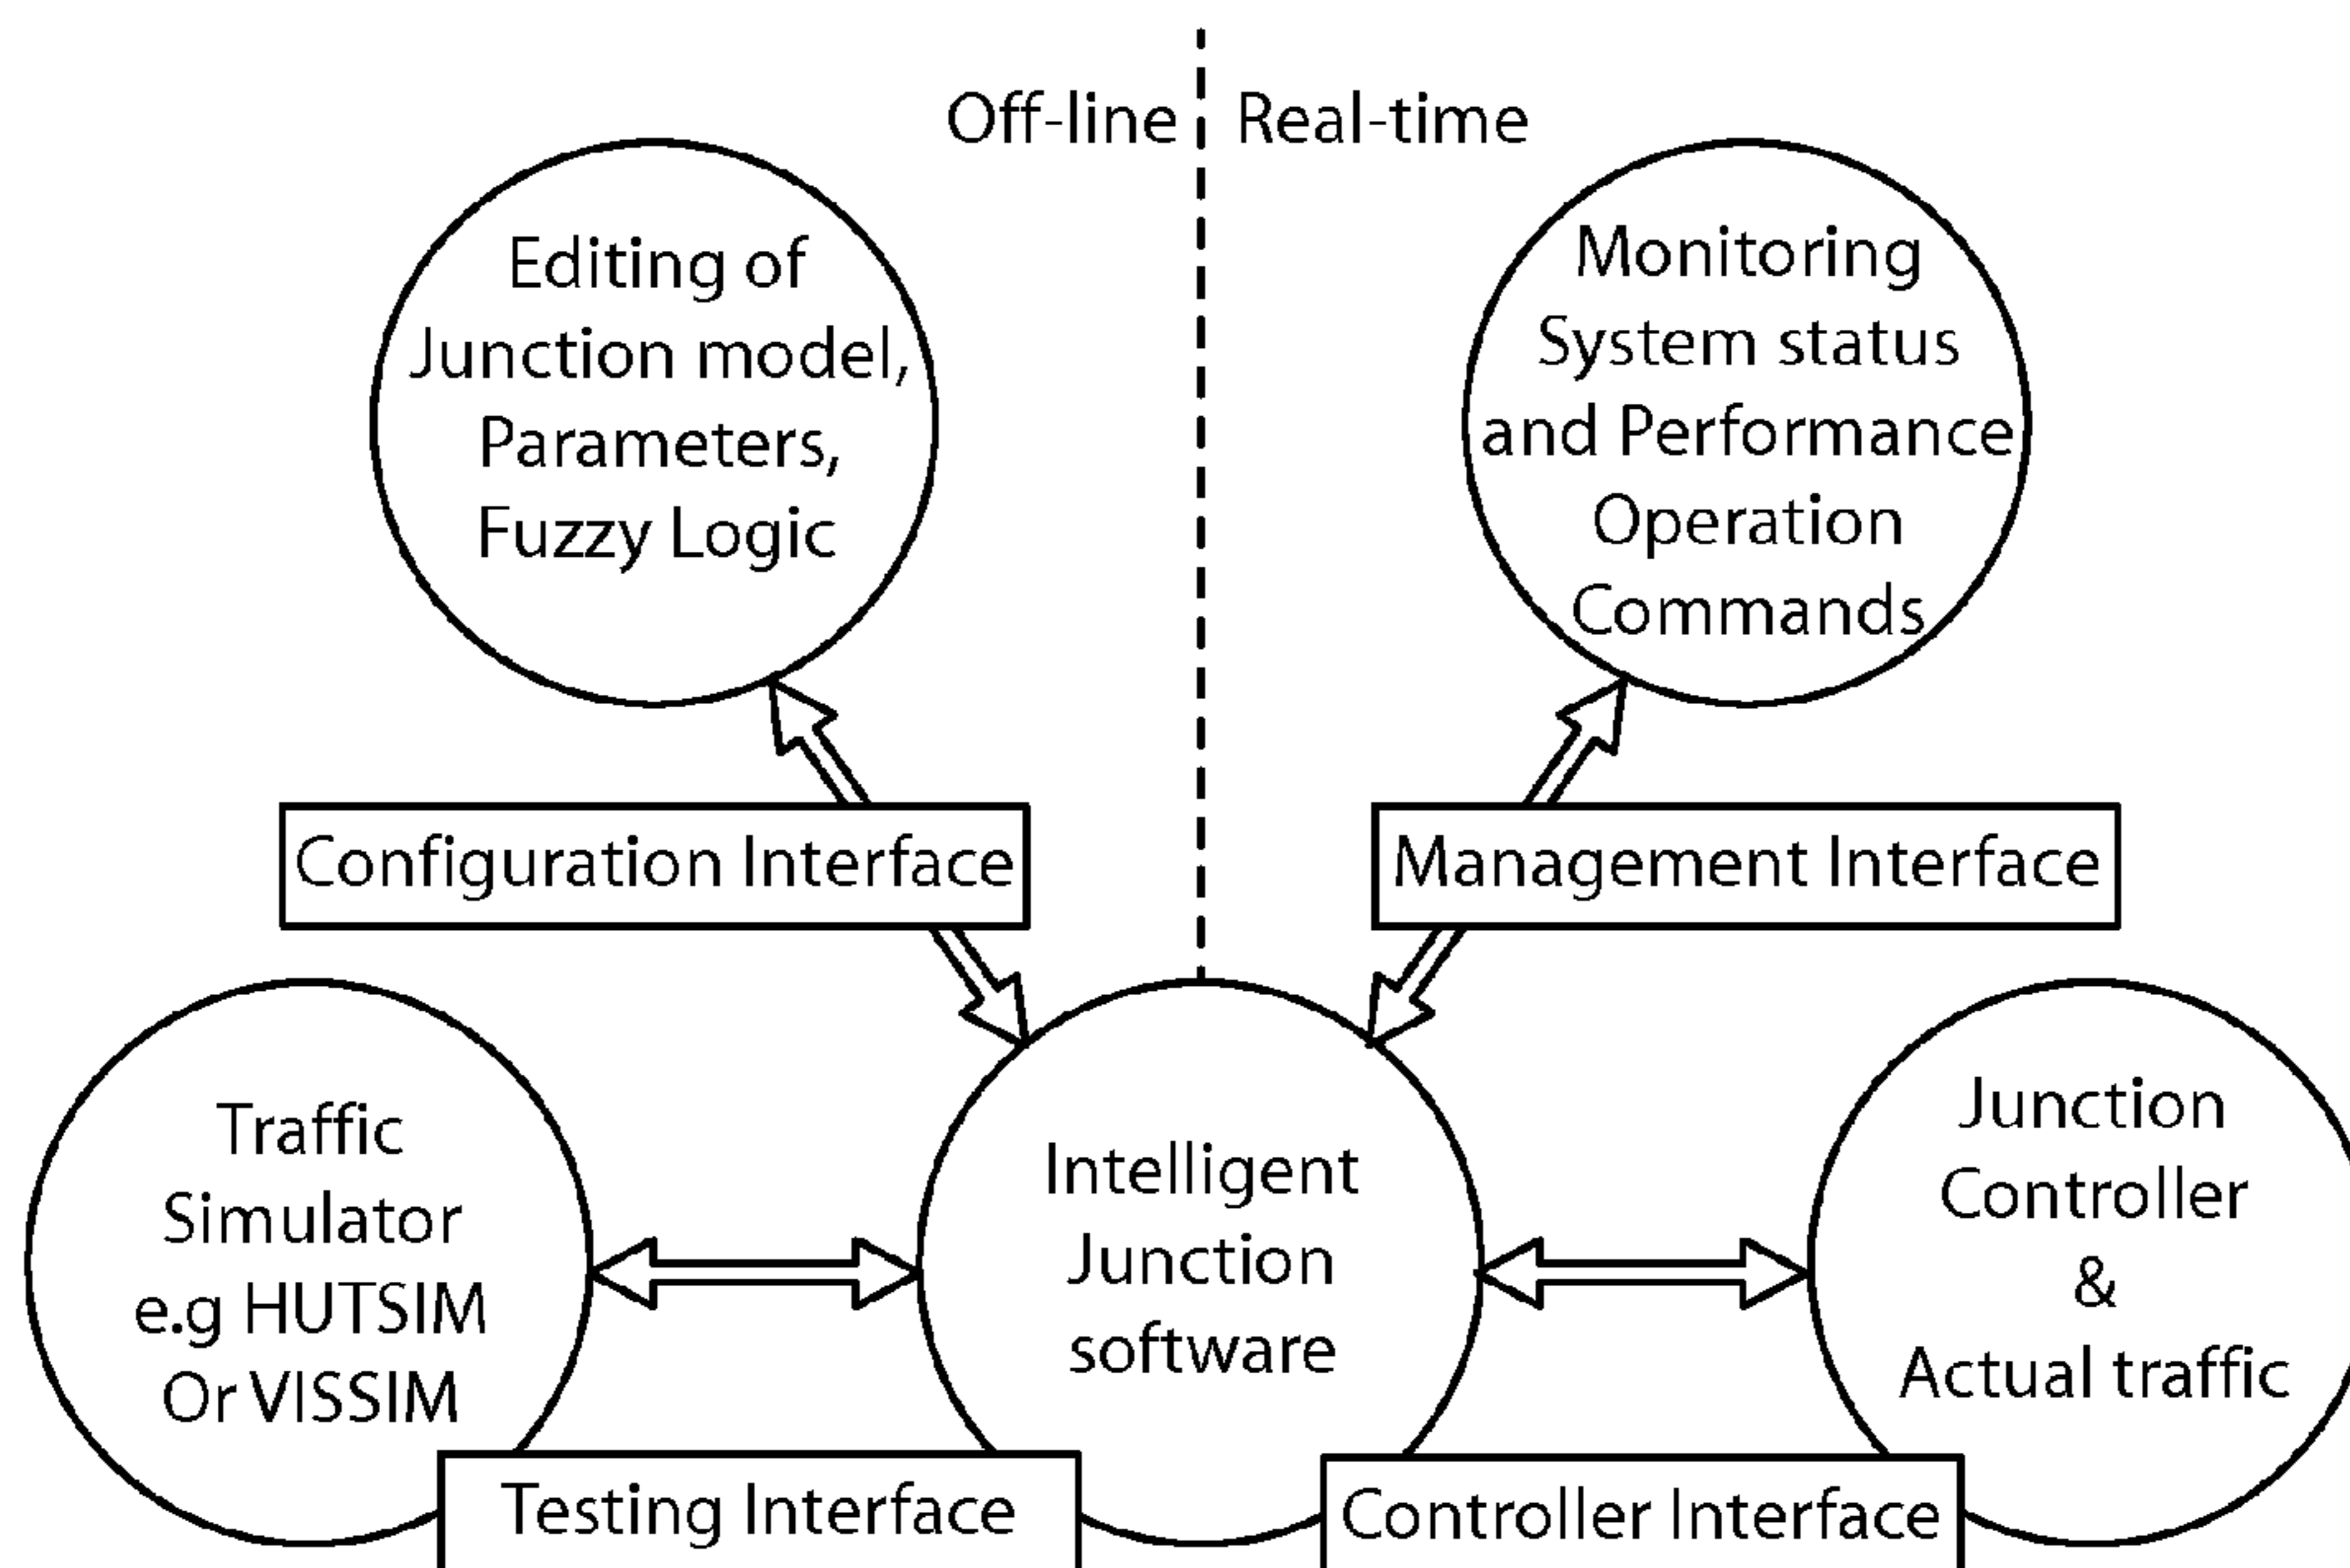 Off-line
Real-time
Editing of
Junction model,
Parameters,
Fuzzy Logic
Monitoring
System status
and Performance
Operation
Commands
Configuration Interface
Management Interface
Traffic
Simulator
e.g HUTSIM
Or VISSIM
Intelligent
Junction
software
Junction
Controller
&
Actual traffic
Testing Interface
Controller Interface